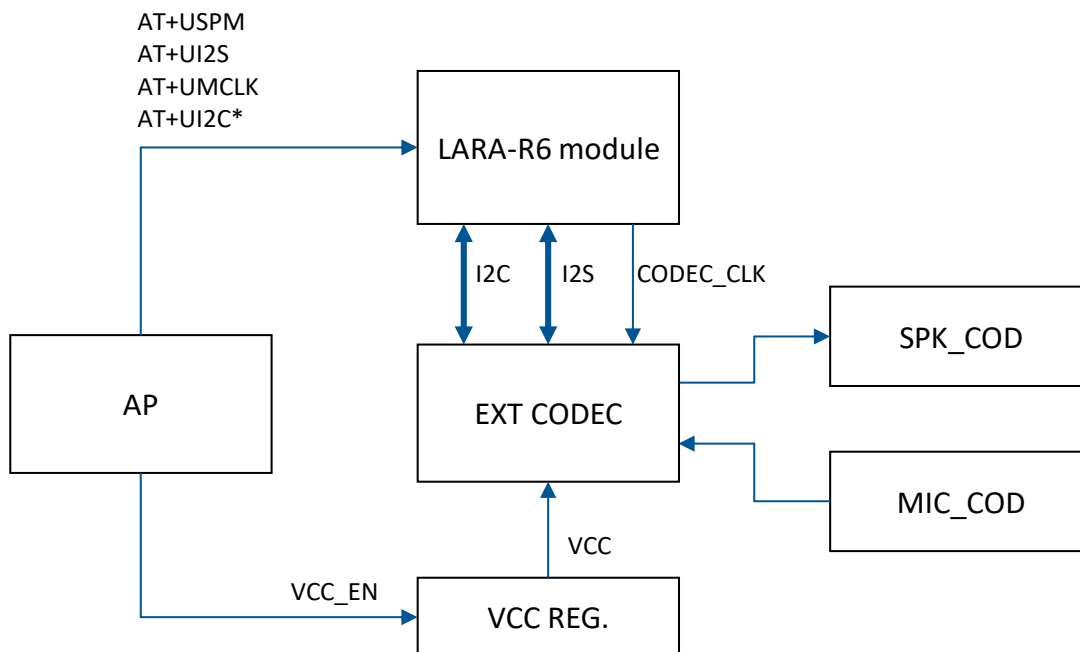 AT+USPM
AT+UI2S
AT+UMCLK
AT+UI2C*
LARA-R6 module
I2C
I2S
CODEC_CLK
SPK_COD
AP
EXT CODEC
MIC_COD
VCC
VCC_EN
VCC REG.